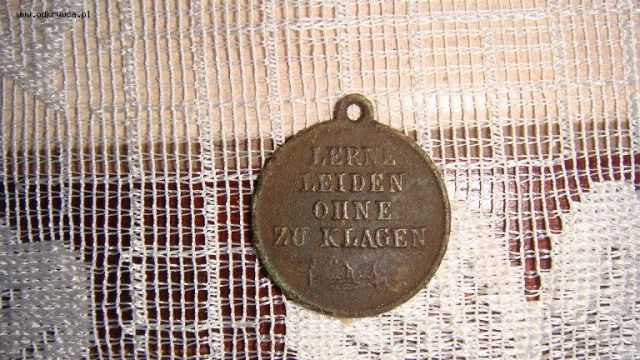 www.odkrywca.pl
LERNE
LEIDEN
OHNE
ZU KLAGEN